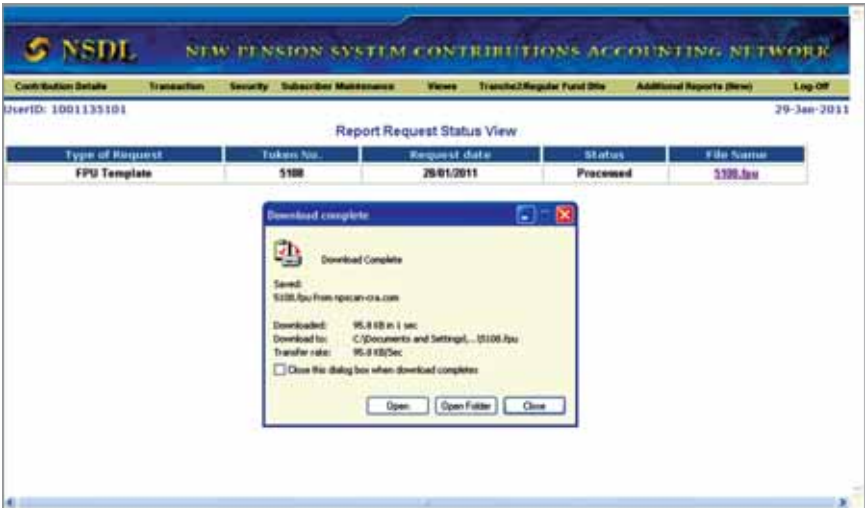 NSDL NEW PENSION SYSTEM CONTRIBUTIONS ACCOUNTING NETWORK
Contribution Details Transaction Security Subscriber Maintenance Views Additional Reports (New) Log Off
UserID: 1001135101 29-Jan-2011
Report Request Status View
Type of Request Token No. Request date Status File Name
FPU Template 5108 28/01/2011 Processed 5108.fpu
Download complete
Download Complete
Saved:
5108.fpu from npscan-cra.com
Downloaded: 95.8 KB in 1 sec
Download to: C:\Documents and Settings\...\5108.fpu
Transfer rate: 95.8 KB/Sec
Close this dialog box when download completes
Open Open Folder Close